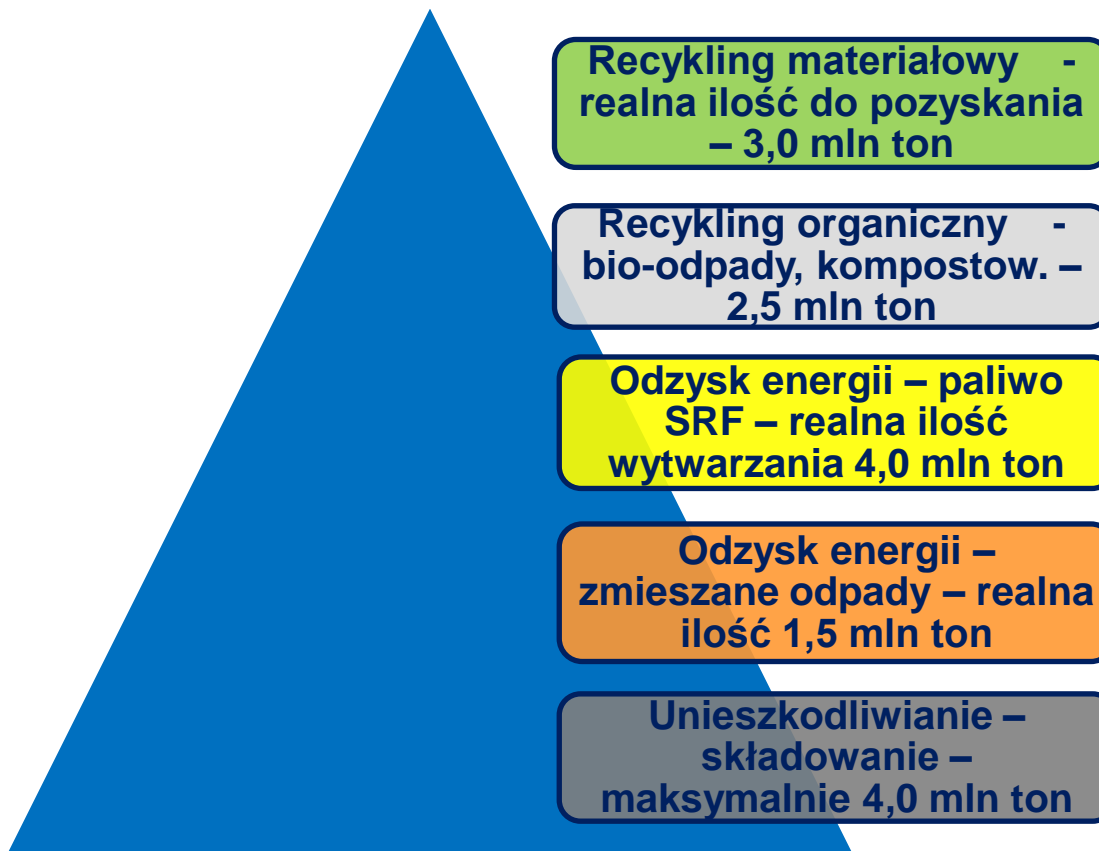 Recykling materiałowy -
realna ilość do pozyskania
– 3,0 mln ton
Recykling organiczny -
bio-odpady, kompostow. –
2,5 mln ton
Odzysk energii – paliwo
SRF – realna ilość
wytwarzania 4,0 mln ton
Odzysk energii –
zmieszane odpady – realna
ilość 1,5 mln ton
Unieszkodliwianie –
składowanie –
maksymalnie 4,0 mln ton